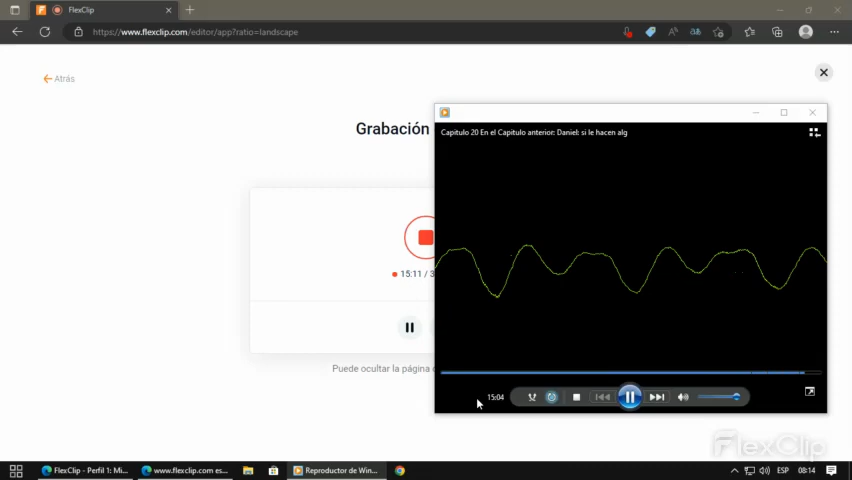 FlexClip
https://www.flexclip.com/editor/app?ratio=landscape
Atrás
Grabación
Capitulo 20 En el Capitulo anterior: Daniel: si le hacen alg
15:11 / 3
Puede ocultar la página
15:04
FlexClip
FlexClip - Perfil 1: Mi...
www.flexclip.com es...
Reproductor de Win...
ESP
08:14